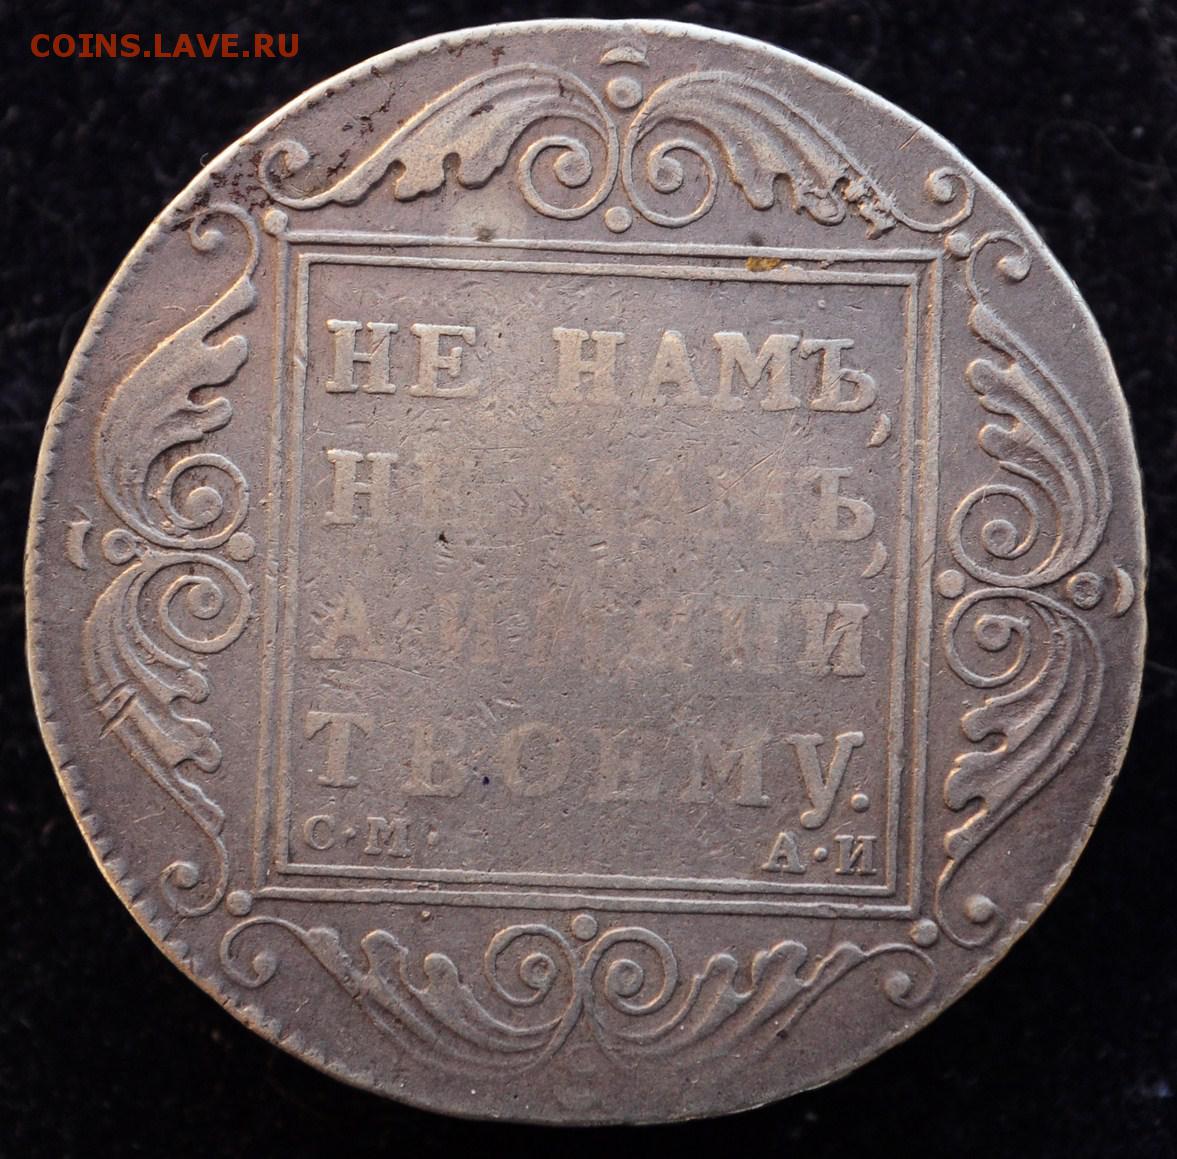 COINS.LAVE.RU
НЕ НАМЪ,
НЕ НАМЪ,
А ИМЯНИ
ТВОЕМУ.
С·М· А·И